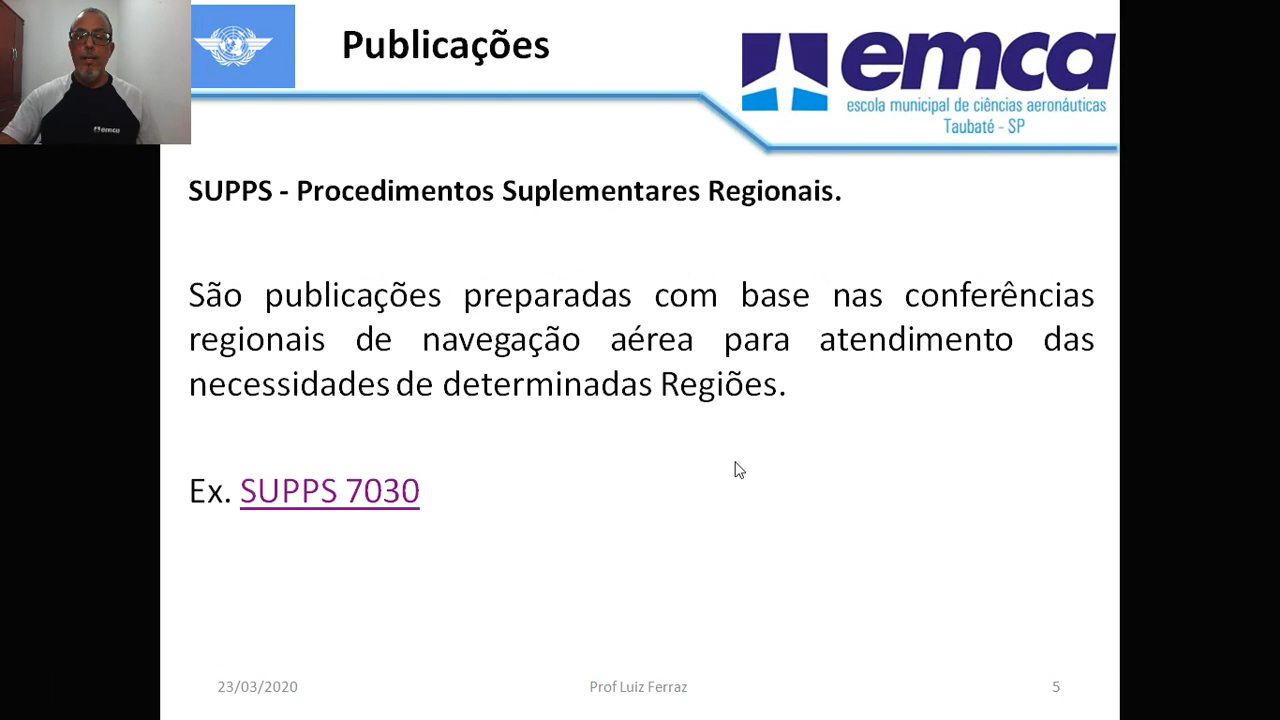 Publicações
emca
escola municipal de ciências aeronáuticas
Taubaté - SP
emca
SUPPS - Procedimentos Suplementares Regionais.
São publicações preparadas com base nas conferências
regionais de navegação aérea para atendimento das
necessidades de determinadas Regiões.
Ex. SUPPS 7030
23/03/2020 Prof Luiz Ferraz 5